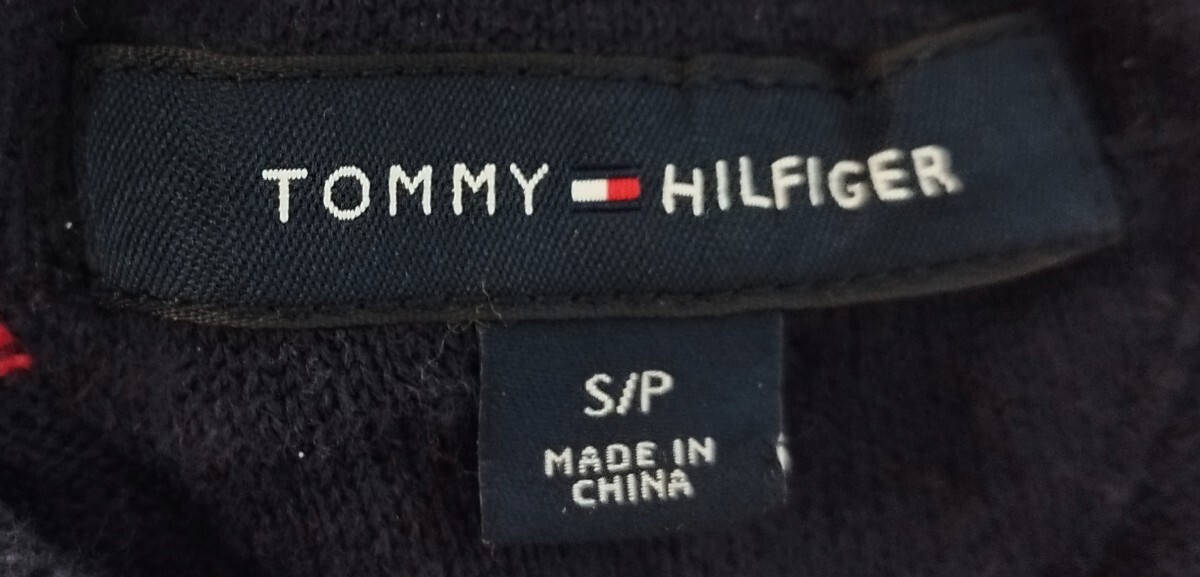 TOMMY HILFIGER
S/P
MADE IN
CHINA